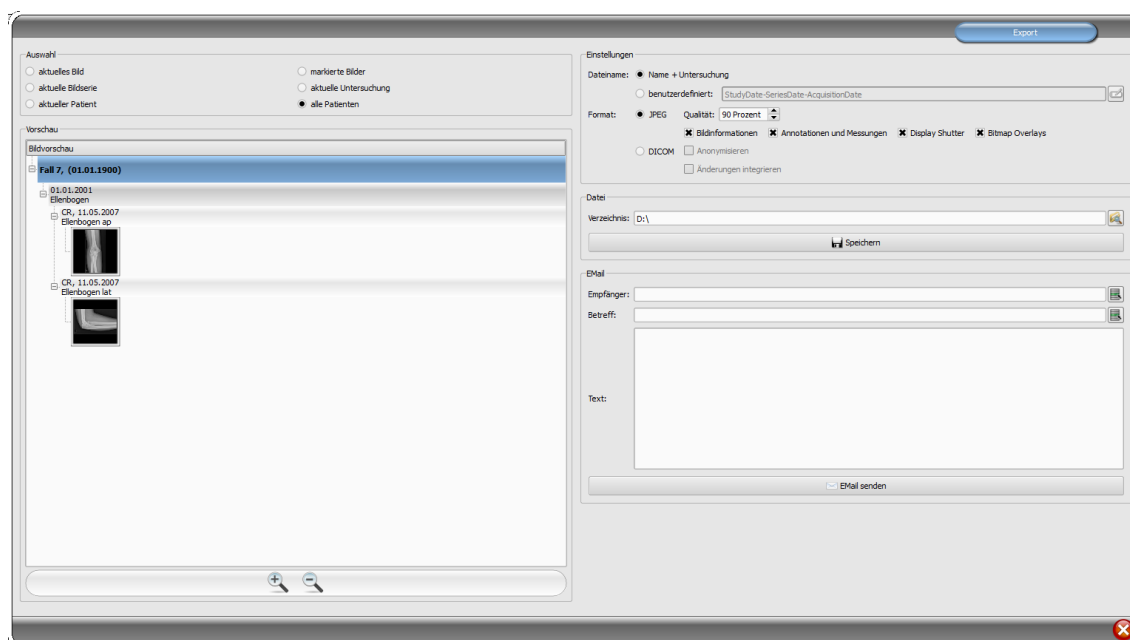 Export
Auswahl
aktuelles Bild
markierte Bilder
aktuelle Bildserie
aktuelle Untersuchung
aktueller Patient
alle Patienten
Vorschau
Bildvorschau
Fall 7, (01.01.1900)
01.01.2001
Ellenbogen
CR, 11.05.2007
Ellenbogen ap
CR, 11.05.2007
Ellenbogen lat
Einstellungen
Dateiname: Name + Untersuchung
benutzerdefiniert: StudyDate-SeriesDate-AcquisitionDate
Format: JPEG Qualität: 90 Prozent
Bildinformationen Annotationen und Messungen Display Shutter Bitmap Overlays
DICOM Anonymisieren
Änderungen integrieren
Datei
Verzeichnis: D:\
Speichern
EMail
Empfänger:
Betreff:
Text:
EMail senden